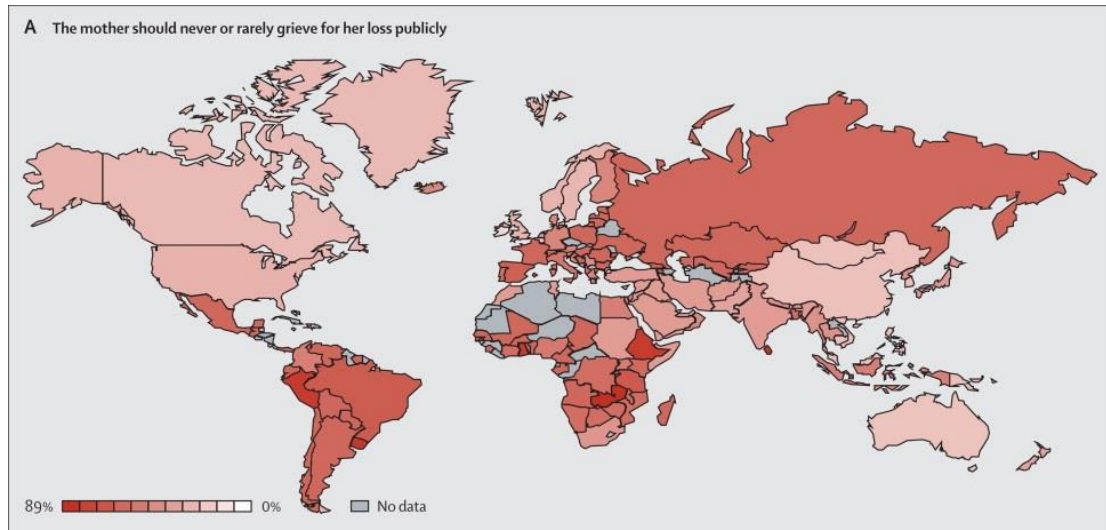 A The mother should never or rarely grieve for her loss publicly
89% 0% No data